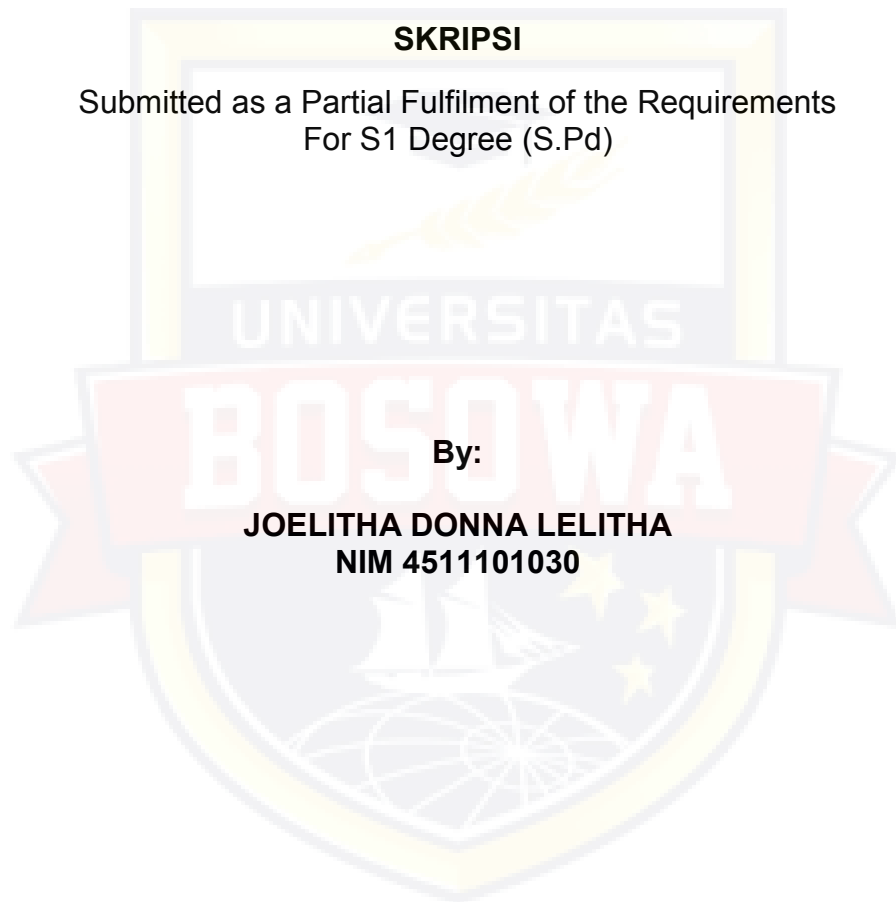 SKRIPSI
Submitted as a Partial Fulfilment of the Requirements
For S1 Degree (S.Pd)
UNIVERSITAS
BOSOWA
By:
JOELITHA DONNA LELITHA
NIM 4511101030